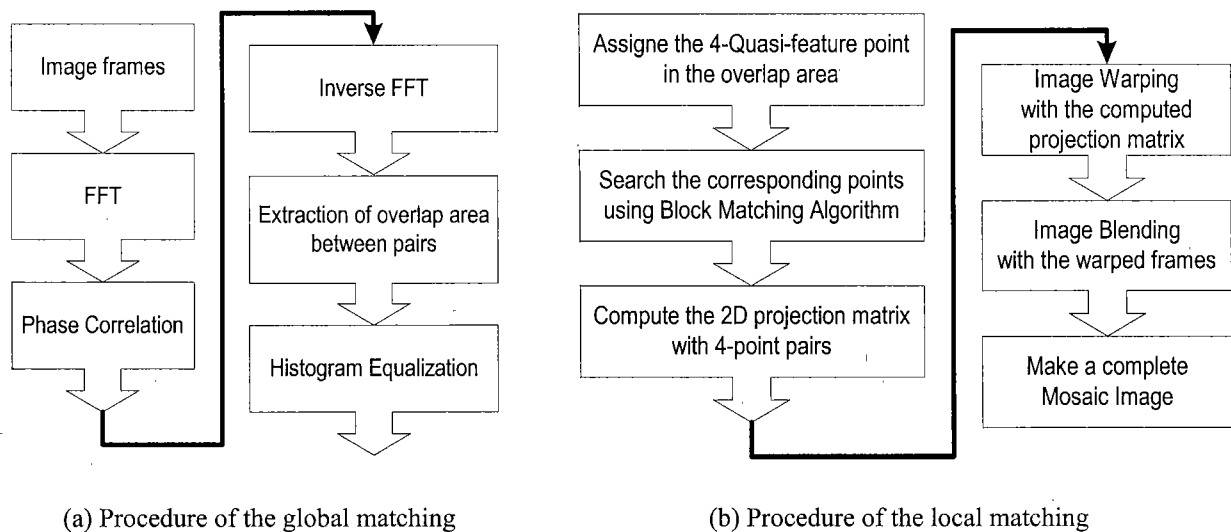 Image frames
FFT
Phase Correlation
Inverse FFT
Extraction of overlap area
between pairs
Histogram Equalization
(a) Procedure of the global matching
Assigne the 4-Quasi-feature point
in the overlap area
Search the corresponding points
using Block Matching Algorithm
Compute the 2D projection matrix
with 4-point pairs
Image Warping
with the computed
projection matrix
Image Blending
with the warped frames
Make a complete
Mosaic Image
(b) Procedure of the local matching